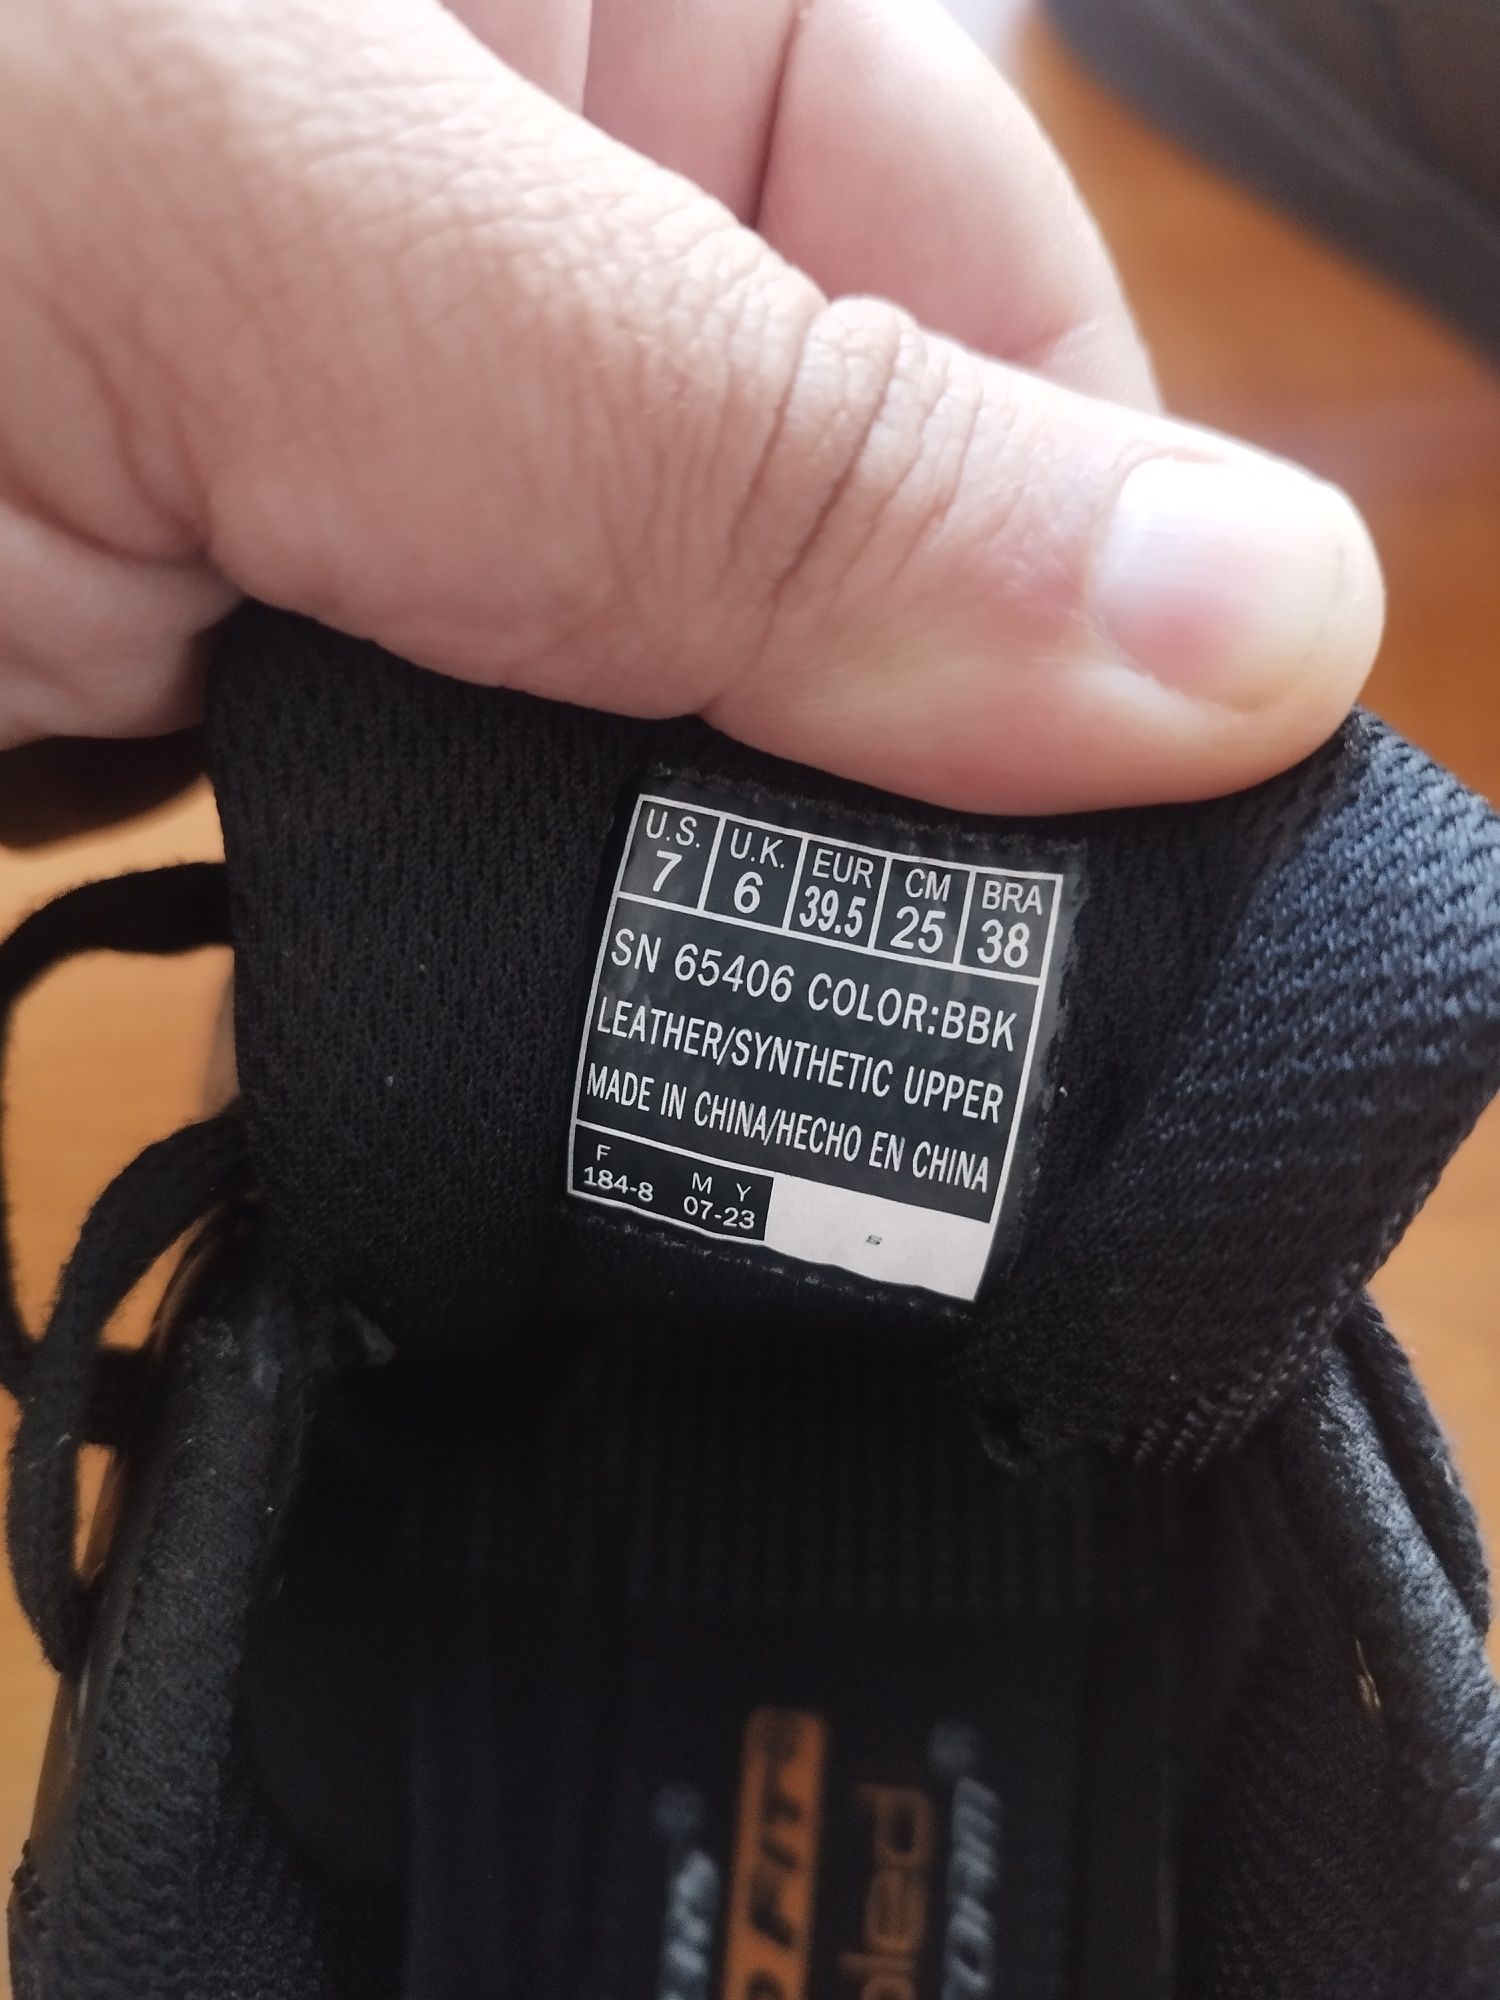 U.S. U.K. EUR CM BRA
7 6 39.5 25 38
SN 65406 COLOR:BBK
LEATHER/SYNTHETIC UPPER
MADE IN CHINA/HECHO EN CHINA
F M Y
184-8 07-23
FIT